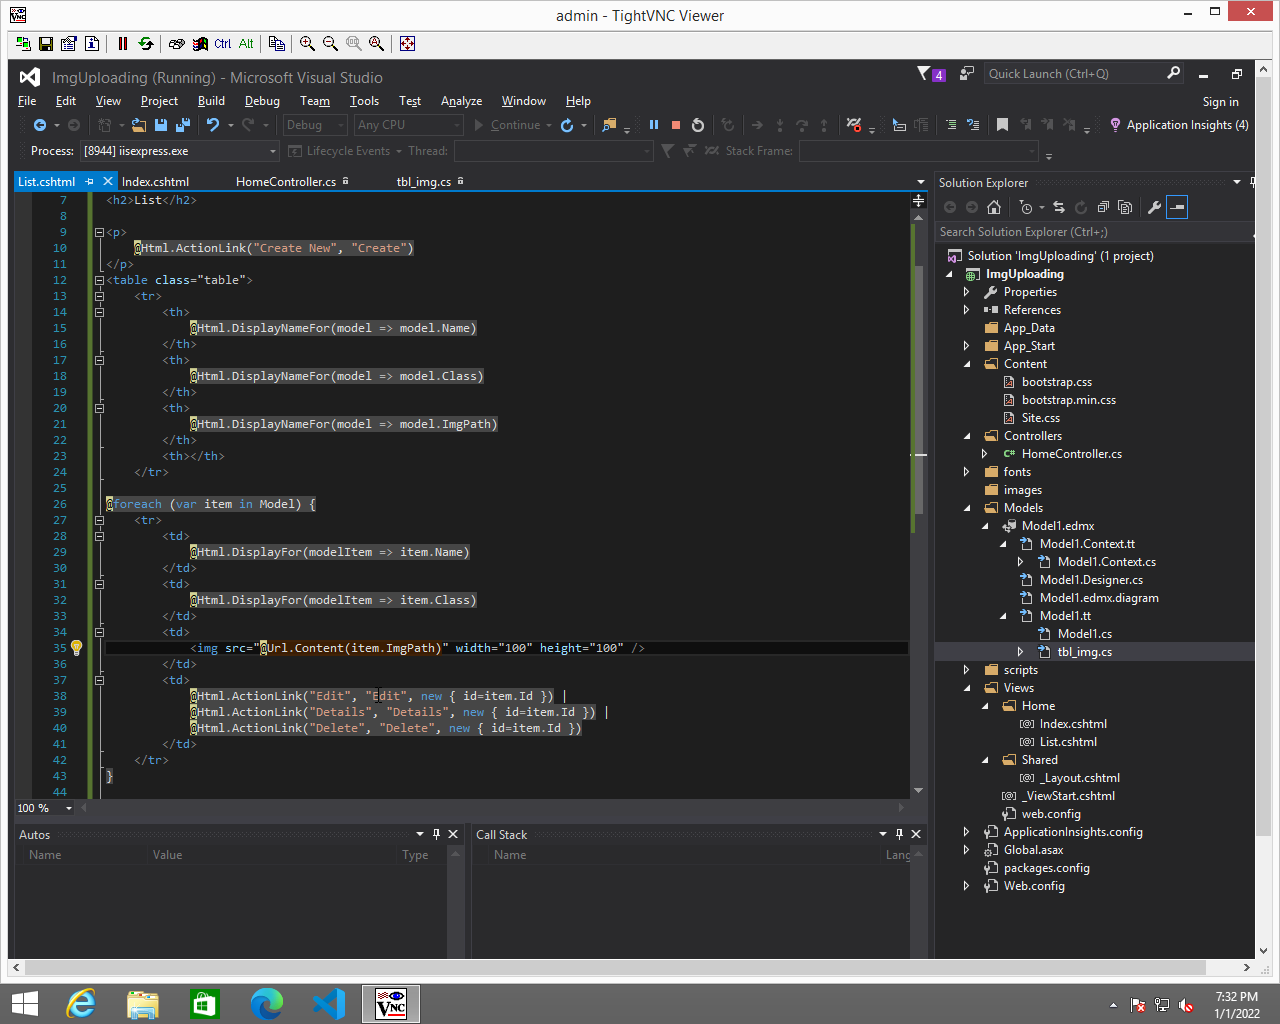 admin - TightVNC Viewer
Ctrl Alt
ImgUploading (Running) - Microsoft Visual Studio
4
Quick Launch (Ctrl+Q)
File Edit View Project Build Debug Team Tools Test Analyze Window Help
Sign in
Debug Any CPU Continue Application Insights (4)
Process: [8944] iisexpress.exe Lifecycle Events Thread: Stack Frame:
List.cshtml Index.cshtml HomeController.cs tbl_img.cs
7 <h2>List</h2>
8
9 <p>
10 @Html.ActionLink("Create New", "Create")
11 </p>
12 <table class="table">
13 <tr>
14 <th>
15 @Html.DisplayNameFor(model => model.Name)
16 </th>
17 <th>
18 @Html.DisplayNameFor(model => model.Class)
19 </th>
20 <th>
21 @Html.DisplayNameFor(model => model.ImgPath)
22 </th>
23 <th></th>
24 </tr>
25
26 @foreach (var item in Model) {
27 <tr>
28 <td>
29 @Html.DisplayFor(modelItem => item.Name)
30 </td>
31 <td>
32 @Html.DisplayFor(modelItem => item.Class)
33 </td>
34 <td>
35 <img src="@Url.Content(item.ImgPath)" width="100" height="100" />
36 </td>
37 <td>
38 @Html.ActionLink("Edit", "Edit", new { id=item.Id }) |
39 @Html.ActionLink("Details", "Details", new { id=item.Id }) |
40 @Html.ActionLink("Delete", "Delete", new { id=item.Id })
41 </td>
42 </tr>
43 }
44
100 %
Autos
Name Value Type
Call Stack
Name Lang
Solution Explorer
Search Solution Explorer (Ctrl+;)
Solution 'ImgUploading' (1 project)
ImgUploading
Properties
References
App_Data
App_Start
Content
bootstrap.css
bootstrap.min.css
Site.css
Controllers
C# HomeController.cs
fonts
images
Models
Model1.edmx
Model1.Context.tt
Model1.Context.cs
Model1.Designer.cs
Model1.edmx.diagram
Model1.tt
Model1.cs
tbl_img.cs
scripts
Views
Home
[@] Index.cshtml
[@] List.cshtml
Shared
[@] _Layout.cshtml
[@] _ViewStart.cshtml
web.config
ApplicationInsights.config
Global.asax
packages.config
Web.config
7:32 PM
1/1/2022